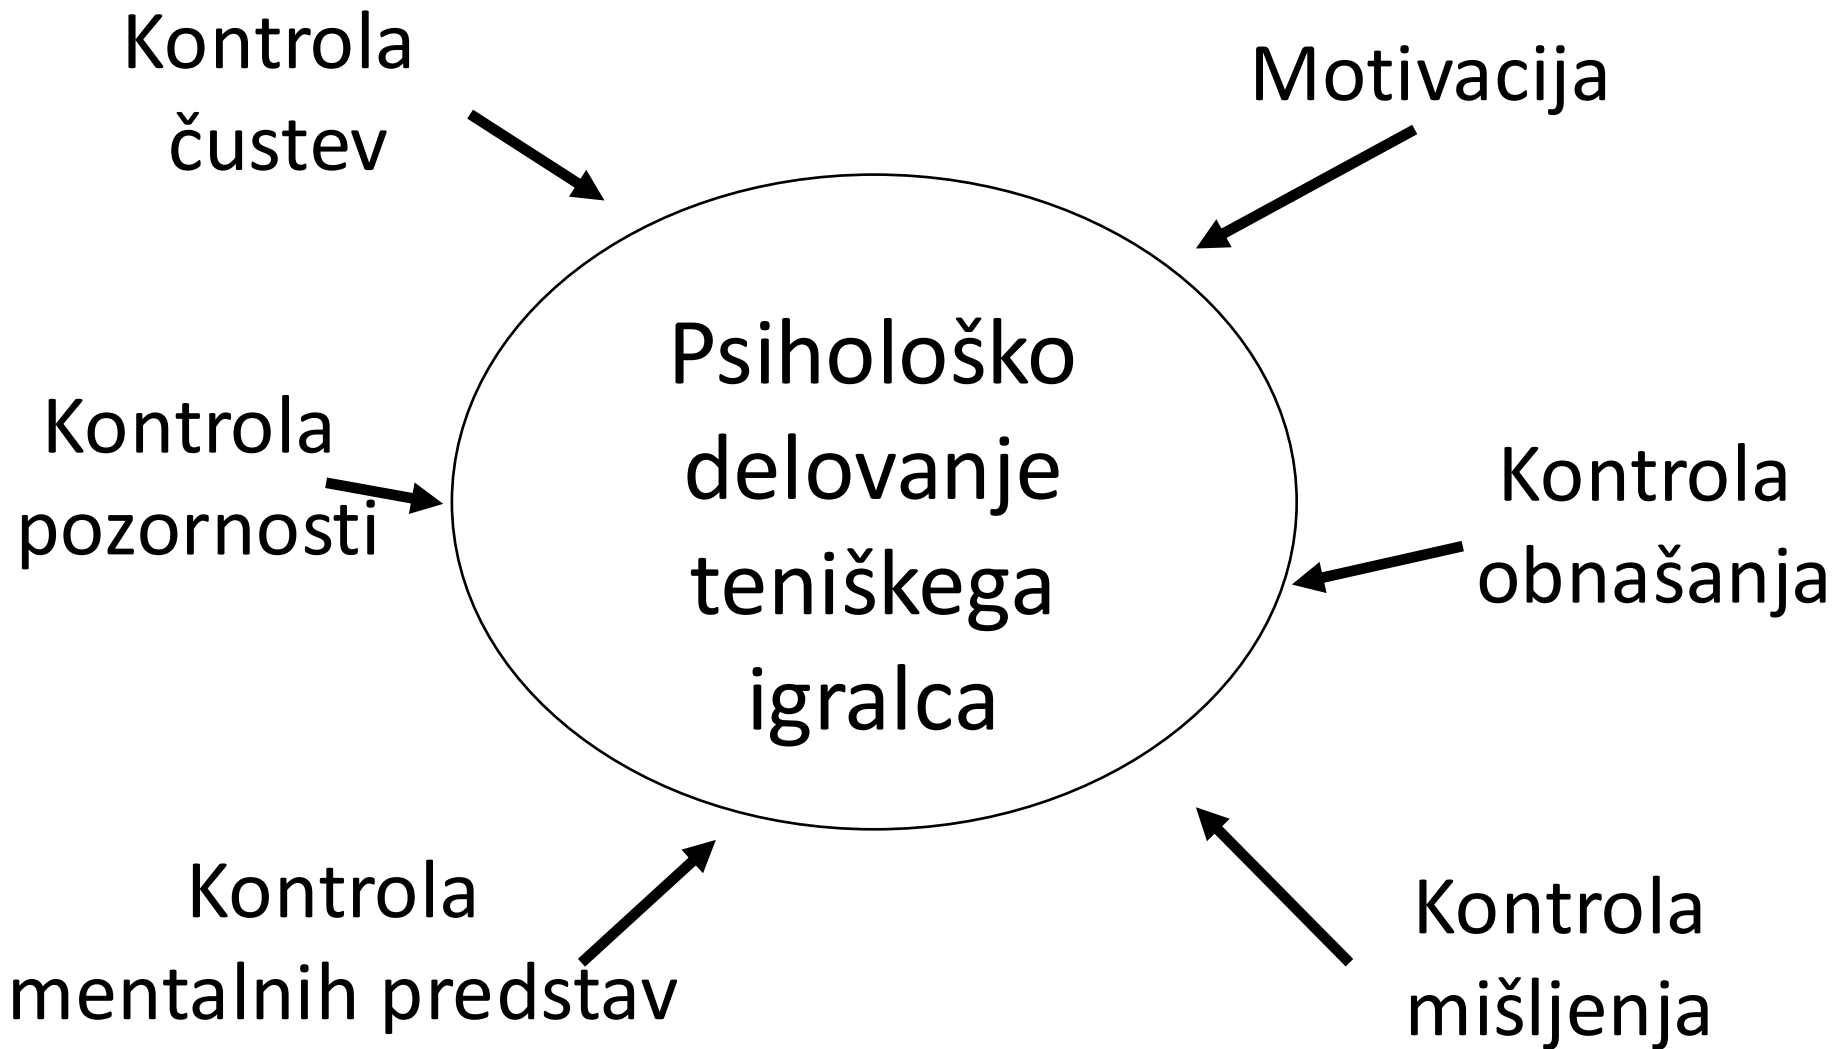 Kontrola
čustev
Motivacija
Psihološko
delovanje
teniškega
igralca
Kontrola
pozornosti
Kontrola
obnašanja
Kontrola
mentalnih predstav
Kontrola
mišljenja